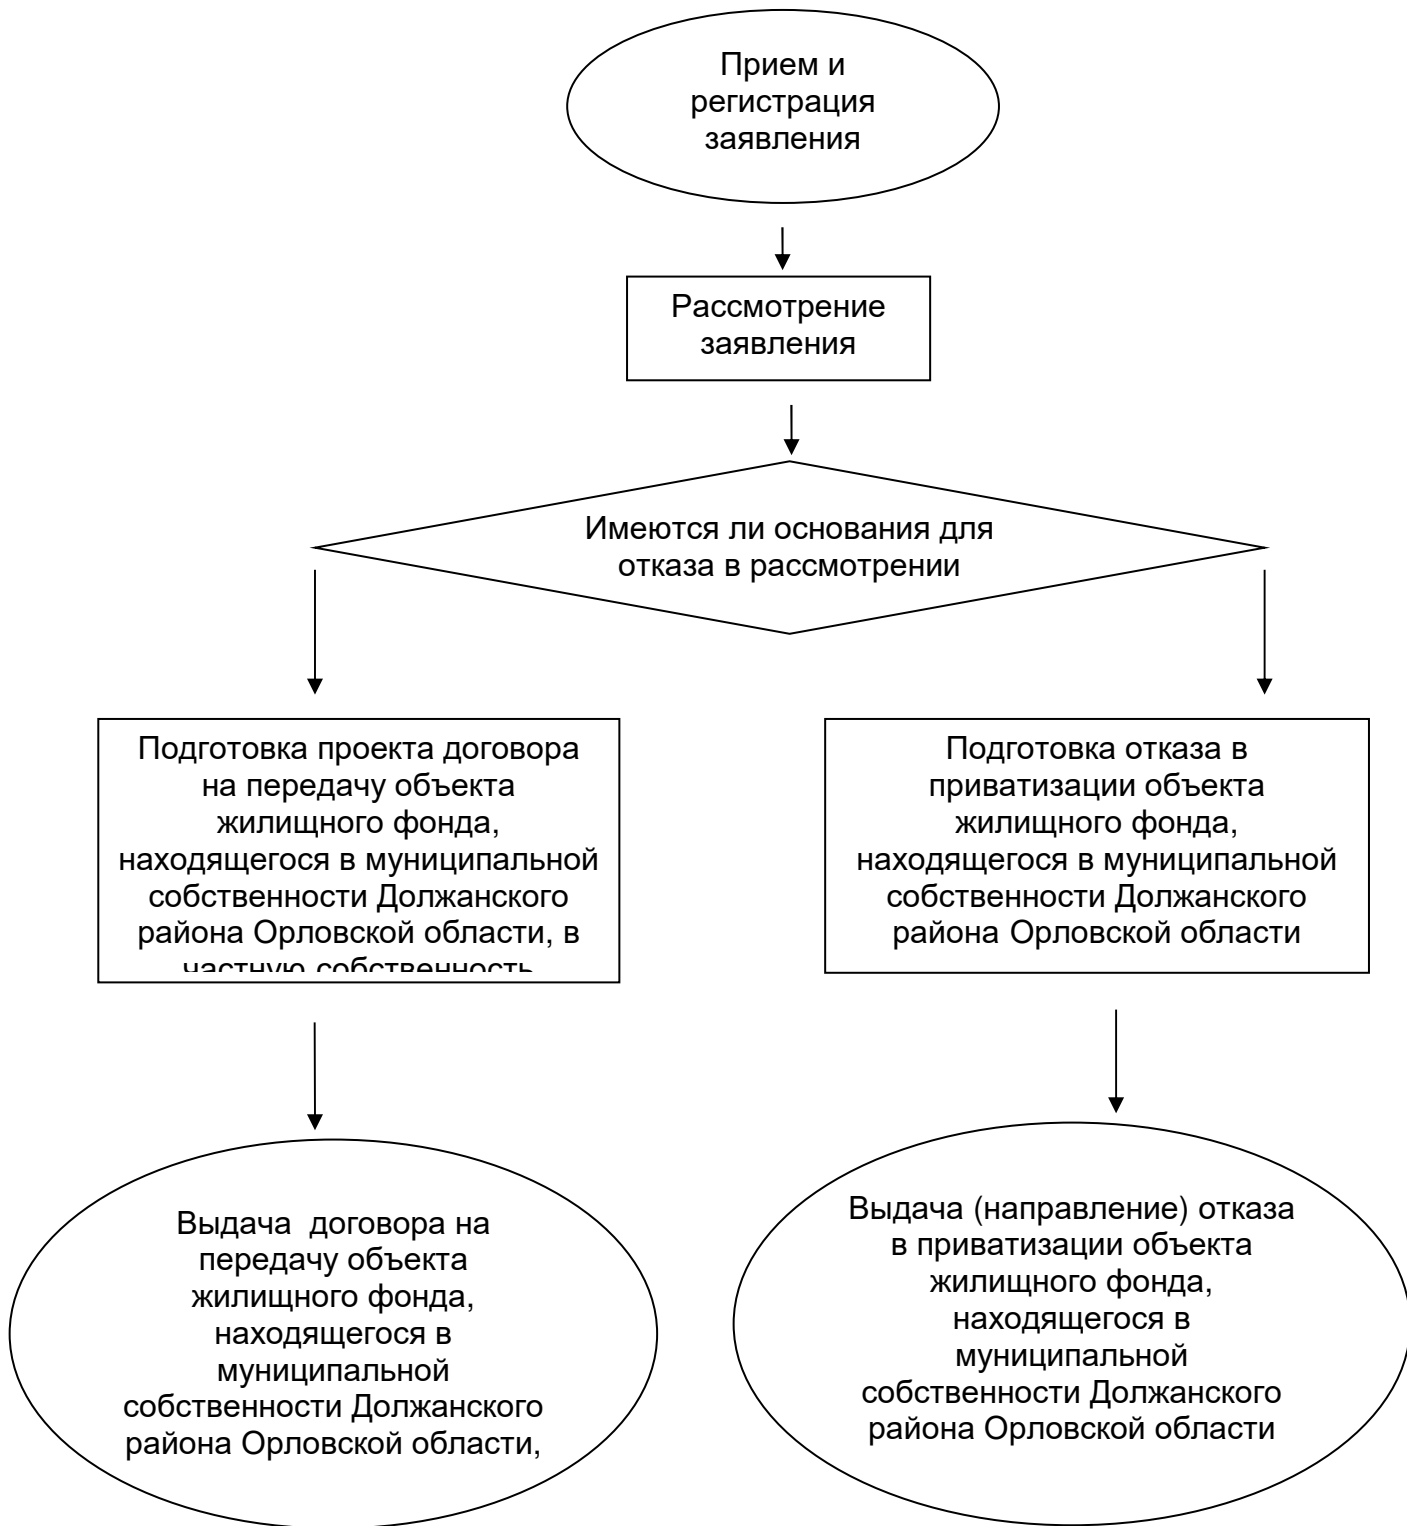 Прием и
регистрация
заявления
Рассмотрение
заявления
Имеются ли основания для
отказа в рассмотрении
Подготовка проекта договора
на передачу объекта
жилищного фонда,
находящегося в муниципальной
собственности Должанского
района Орловской области, в
частную собственность
Подготовка отказа в
приватизации объекта
жилищного фонда,
находящегося в муниципальной
собственности Должанского
района Орловской области
Выдача  договора на
передачу объекта
жилищного фонда,
находящегося в
муниципальной
собственности Должанского
района Орловской области,
Выдача (направление) отказа
в приватизации объекта
жилищного фонда,
находящегося в
муниципальной
собственности Должанского
района Орловской области